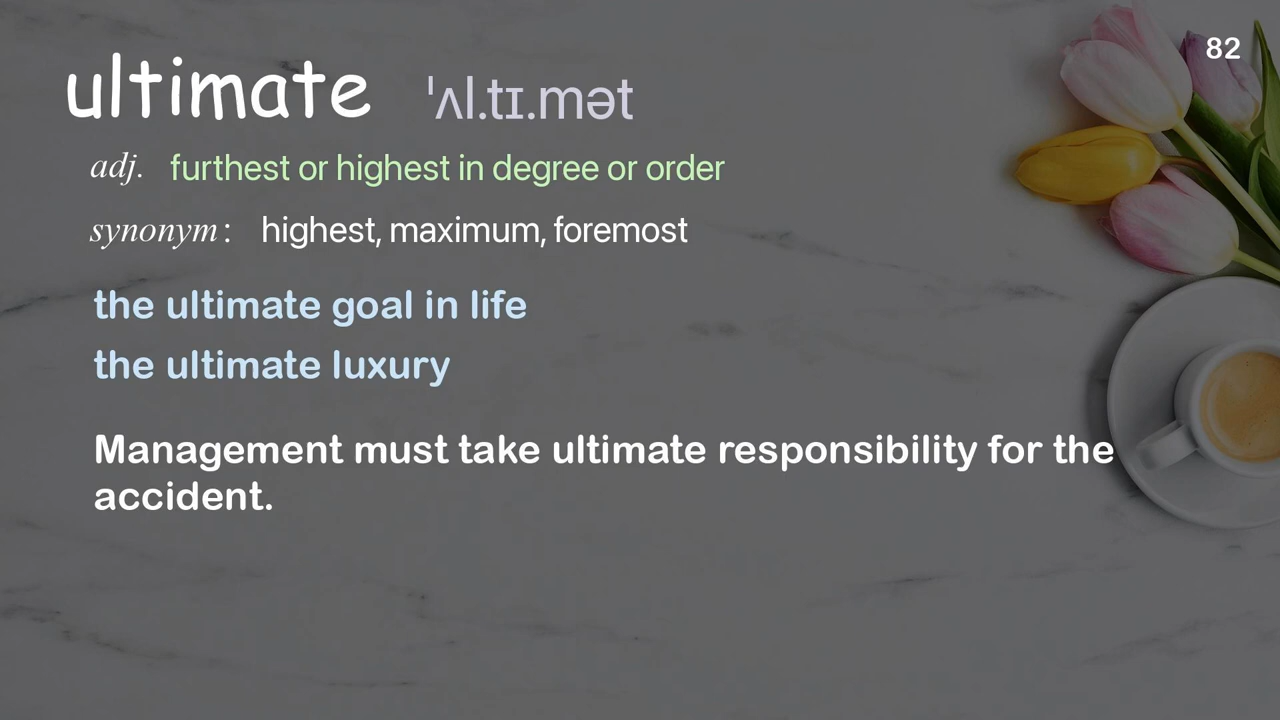 82
ultimate ˈʌl.tɪ.mət
adj. furthest or highest in degree or order
synonym: highest, maximum, foremost
the ultimate goal in life
the ultimate luxury
Management must take ultimate responsibility for the
accident.